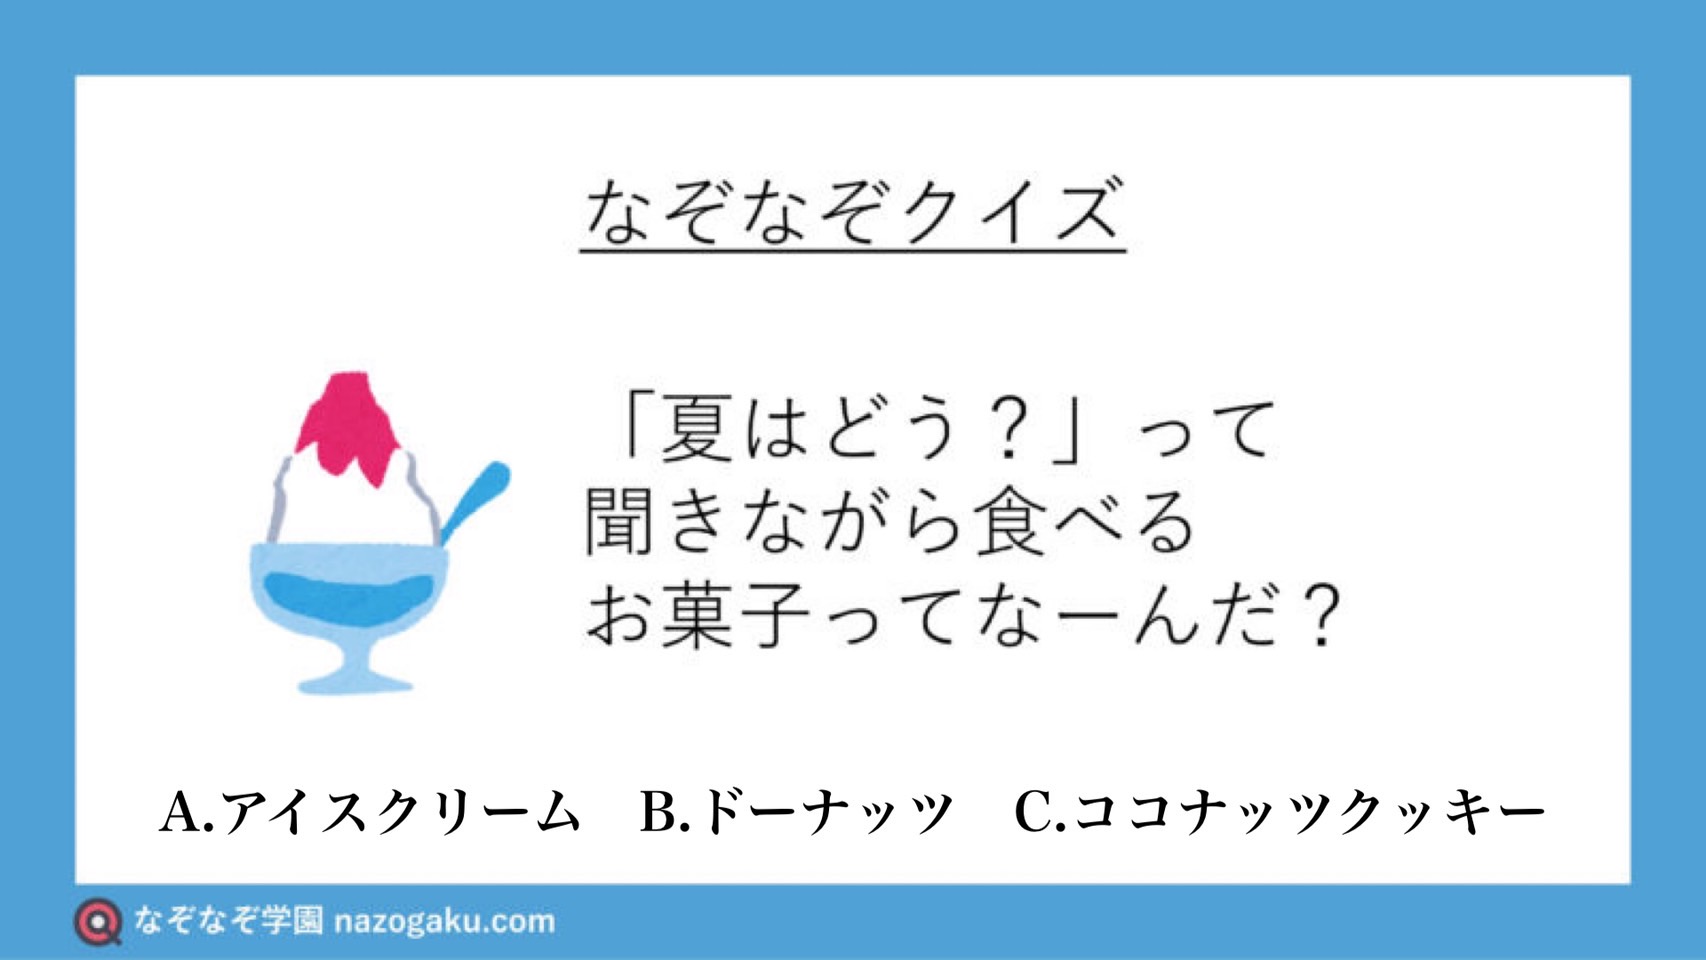 なぞなぞクイズ
「夏はどう？」って
聞きながら食べる
お菓子ってなーんだ？
A.アイスクリーム　B.ドーナッツ　C.ココナッツクッキー
なぞなぞ学園 nazogaku.com